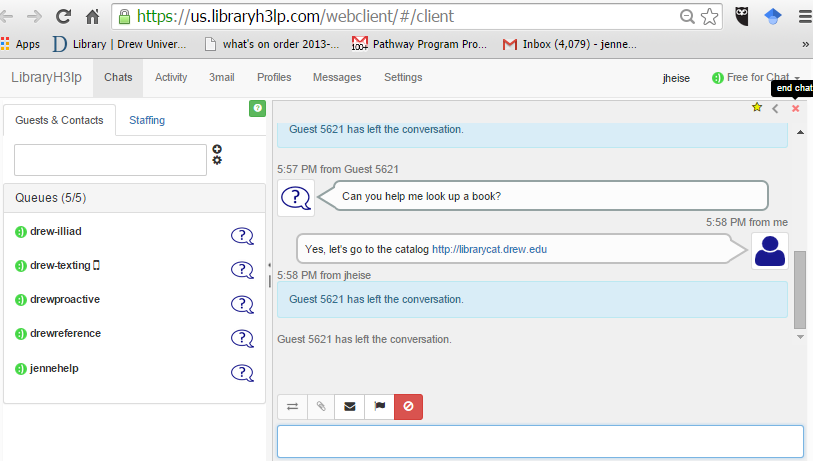 https://us.libraryh3lp.com/webclient/#/client
Apps D Library | Drew Univer... what's on order 2013-... 100+ Pathway Program Pro... Inbox (4,079) - jenne... »
LibraryH3lp Chats Activity 3mail Profiles Messages Settings jheise Free for Chat
end chat
Guests & Contacts Staffing
Queues (5/5)
drew-illiad
drew-texting
drewproactive
drewreference
jennehelp
Guest 5621 has left the conversation.
5:57 PM from Guest 5621
Can you help me look up a book?
5:58 PM from me
Yes, let's go to the catalog http://librarycat.drew.edu
5:58 PM from jheise
Guest 5621 has left the conversation.
Guest 5621 has left the conversation.